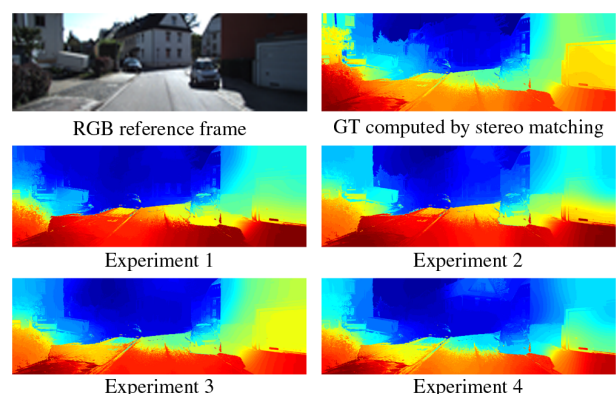 RGB reference frame
GT computed by stereo matching
Experiment 1
Experiment 2
Experiment 3
Experiment 4